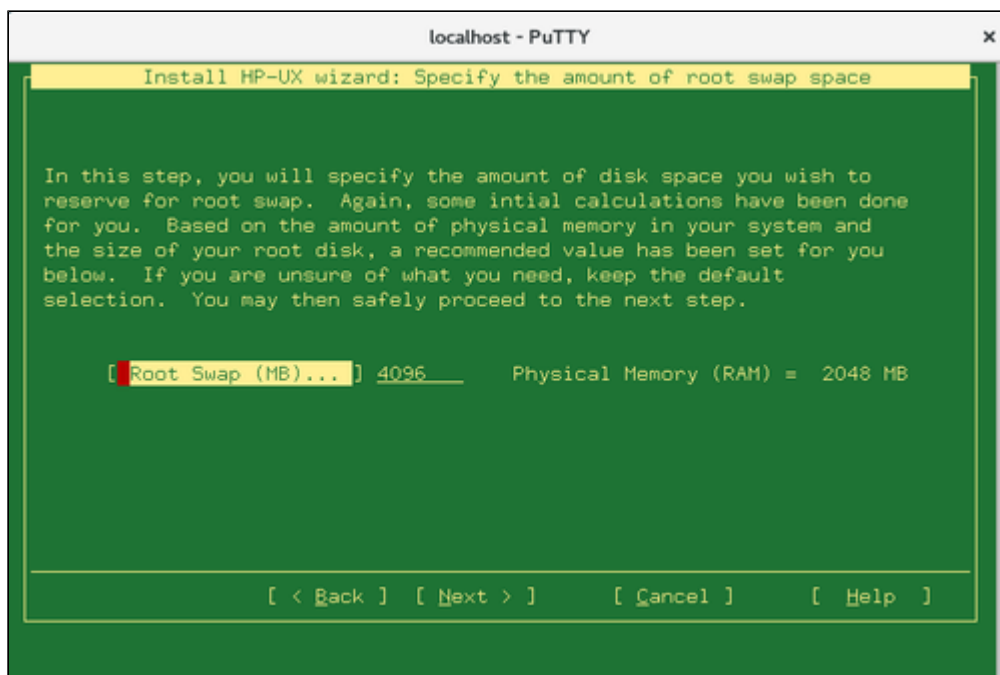 localhost - PuTTY ×
Install HP-UX wizard: Specify the amount of root swap space
In this step, you will specify the amount of disk space you wish to
reserve for root swap.  Again, some intial calculations have been done
for you.  Based on the amount of physical memory in your system and
the size of your root disk, a recommended value has been set for you
below.  If you are unsure of what you need, keep the default
selection.  You may then safely proceed to the next step.
[ Root Swap (MB)... ] 4096 Physical Memory (RAM) =  2048 MB
[ < Back ] [ Next > ] [ Cancel ] [ Help ]